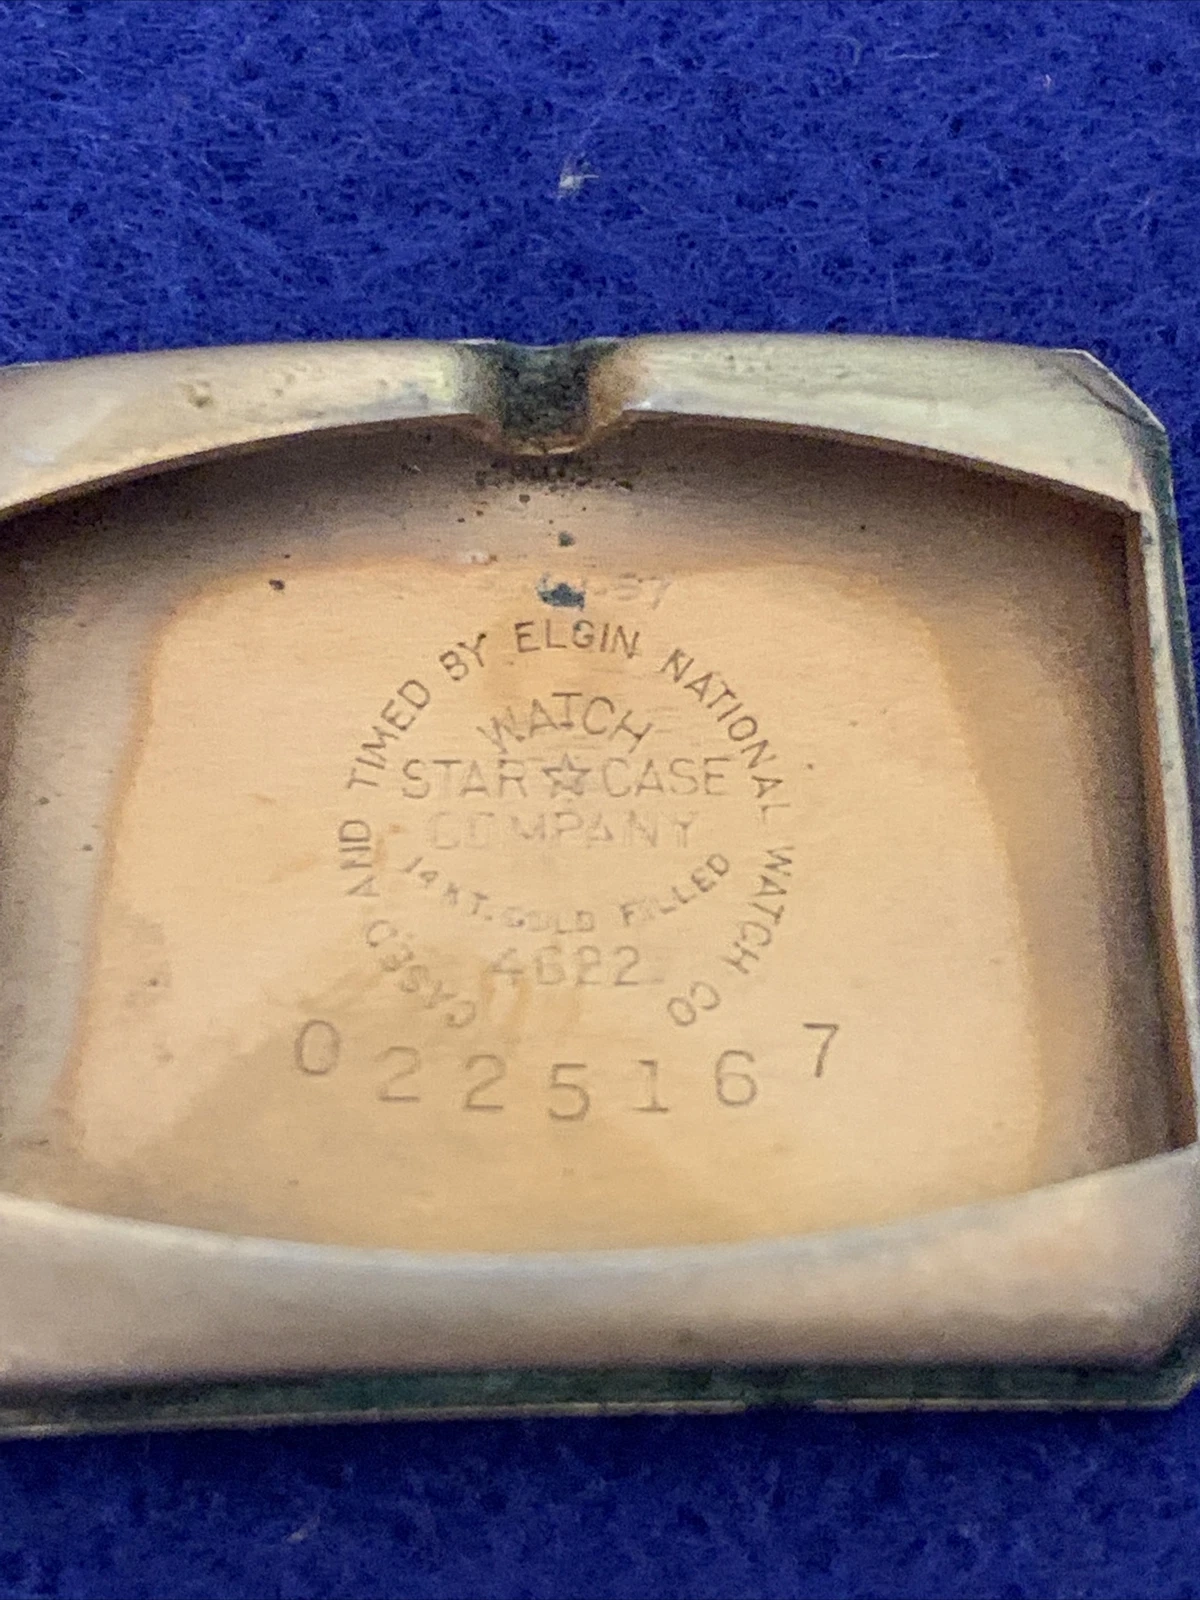 CASED AND TIMED BY ELGIN NATIONAL WATCH CO
WATCH
STAR CASE
COMPANY
14 KT. GOLD FILLED
4622
0225167